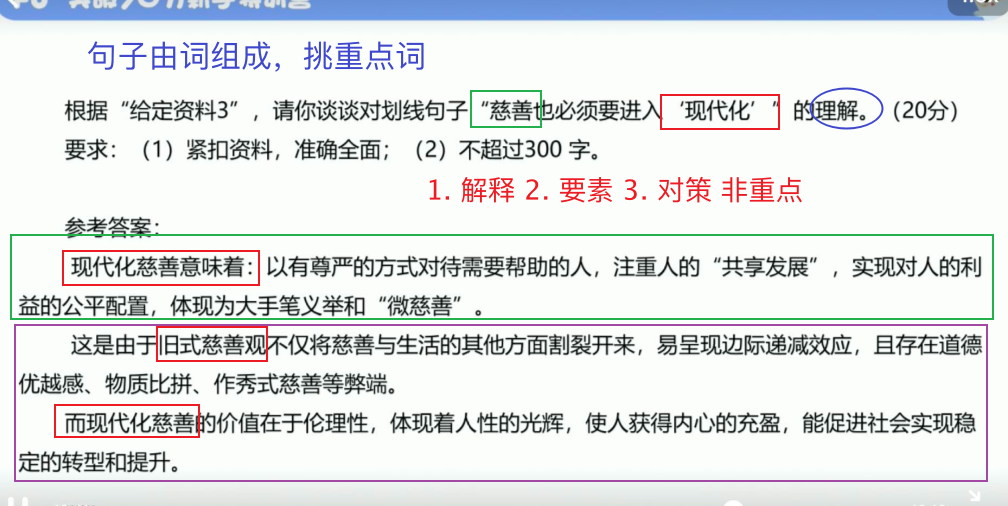 句子由词组成，挑重点词
根据“给定资料3”，请你谈谈对划线句子“慈善也必须要进入‘现代化’”的理解。（20分）
要求：（1）紧扣资料，准确全面；（2）不超过300 字。
1. 解释 2. 要素 3. 对策 非重点
参考答案：
现代化慈善意味着：以有尊严的方式对待需要帮助的人，注重人的“共享发展”，实现对人的利
益的公平配置，体现为大手笔义举和“微慈善”。
这是由于旧式慈善观不仅将慈善与生活的其他方面割裂开来，易呈现边际递减效应，且存在道德
优越感、物质比拼、作秀式慈善等弊端。
而现代化慈善的价值在于伦理性，体现着人性的光辉，使人获得内心的充盈，能促进社会实现稳
定的转型和提升。